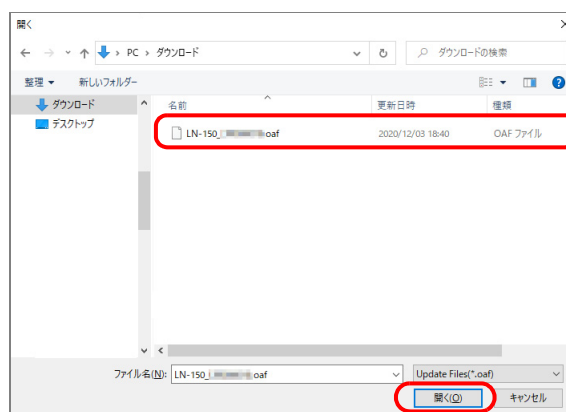 開く
PC › ダウンロード
ダウンロードの検索
整理 新しいフォルダー
ダウンロード
デスクトップ
名前 更新日時 種類
LN-150_ oaf 2020/12/03 18:40 OAF ファイル
ファイル名(N): LN-150_ oaf Update Files(*.oaf)
開く(O) キャンセル